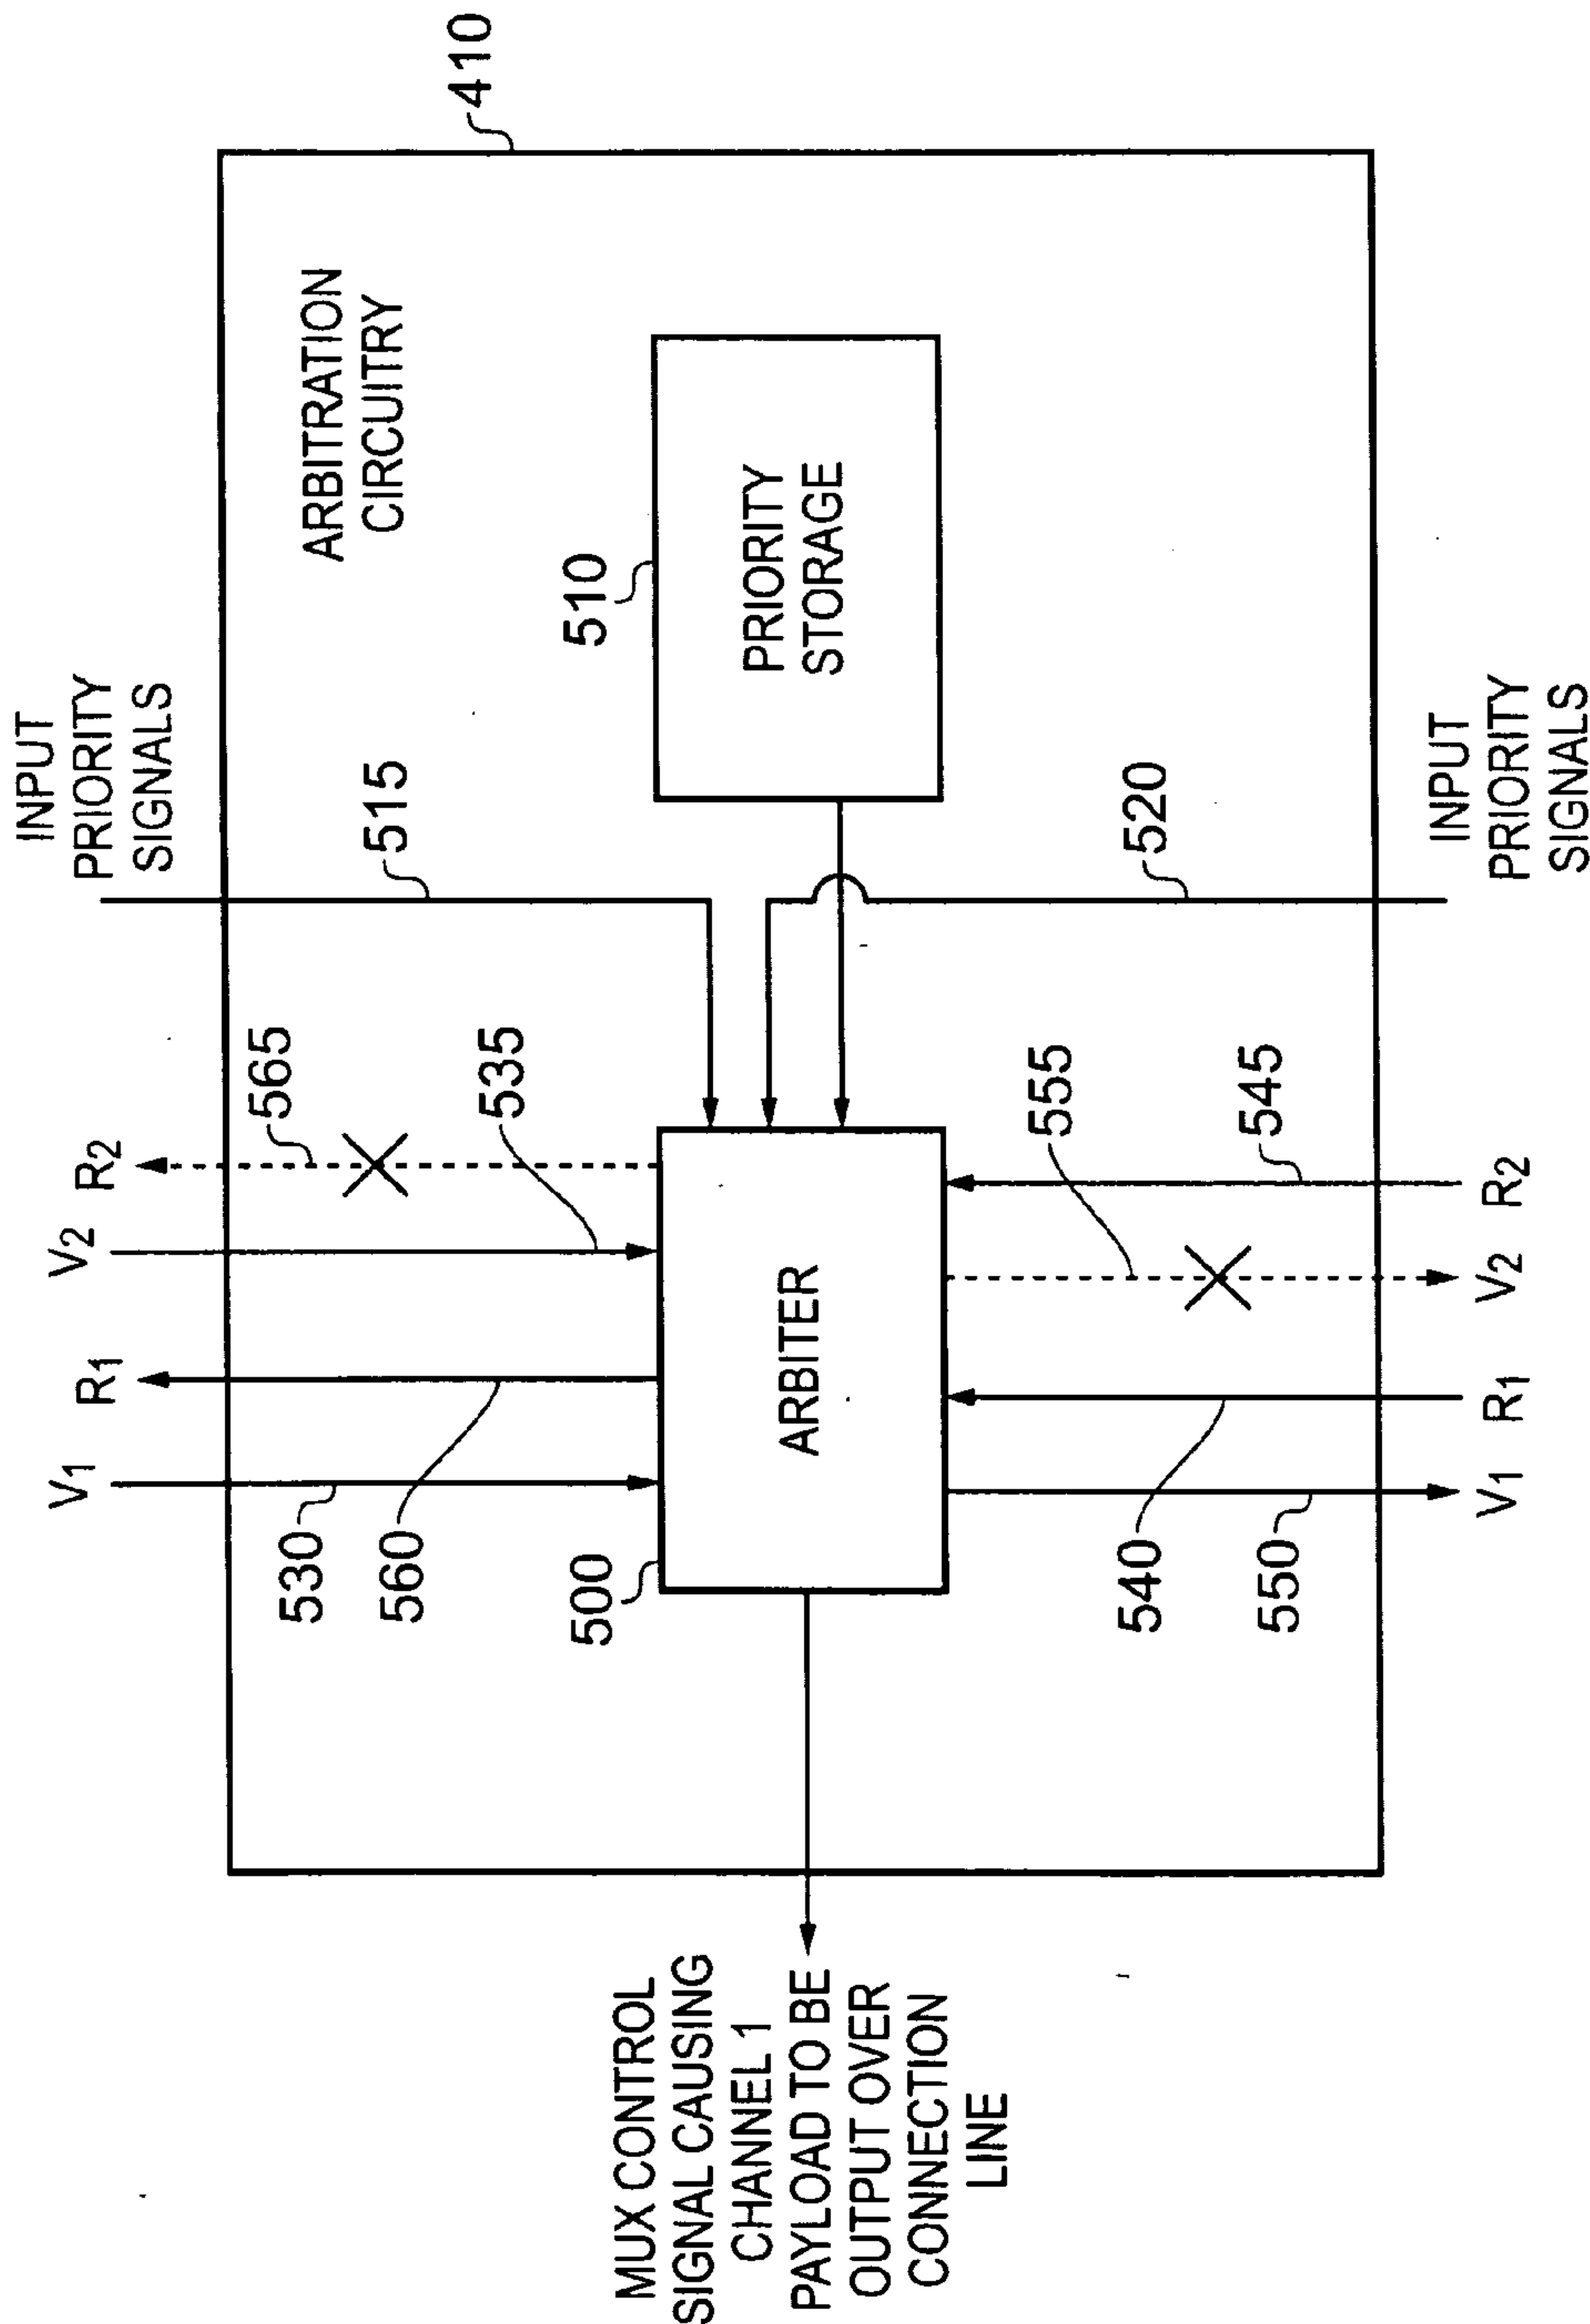 INPUT
PRIORITY
SIGNALS
V1
R1
V2
R2
410
ARBITRATION
CIRCUITRY
530
560
565
535
515
500
ARBITER
510
PRIORITY
STORAGE
MUX CONTROL
SIGNAL CAUSING
CHANNEL 1
PAYLOAD TO BE
OUTPUT OVER
CONNECTION
LINE
540
550
555
545
520
V1
R1
V2
R2
INPUT
PRIORITY
SIGNALS